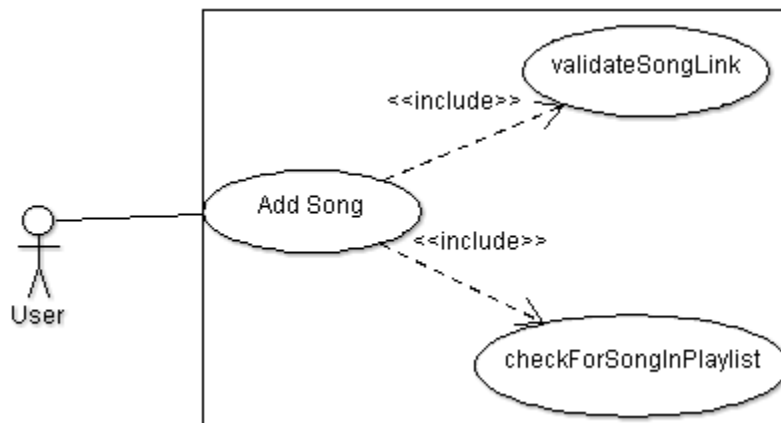 validateSongLink
<<include>>
Add Song
<<include>>
User
checkForSongInPlaylist